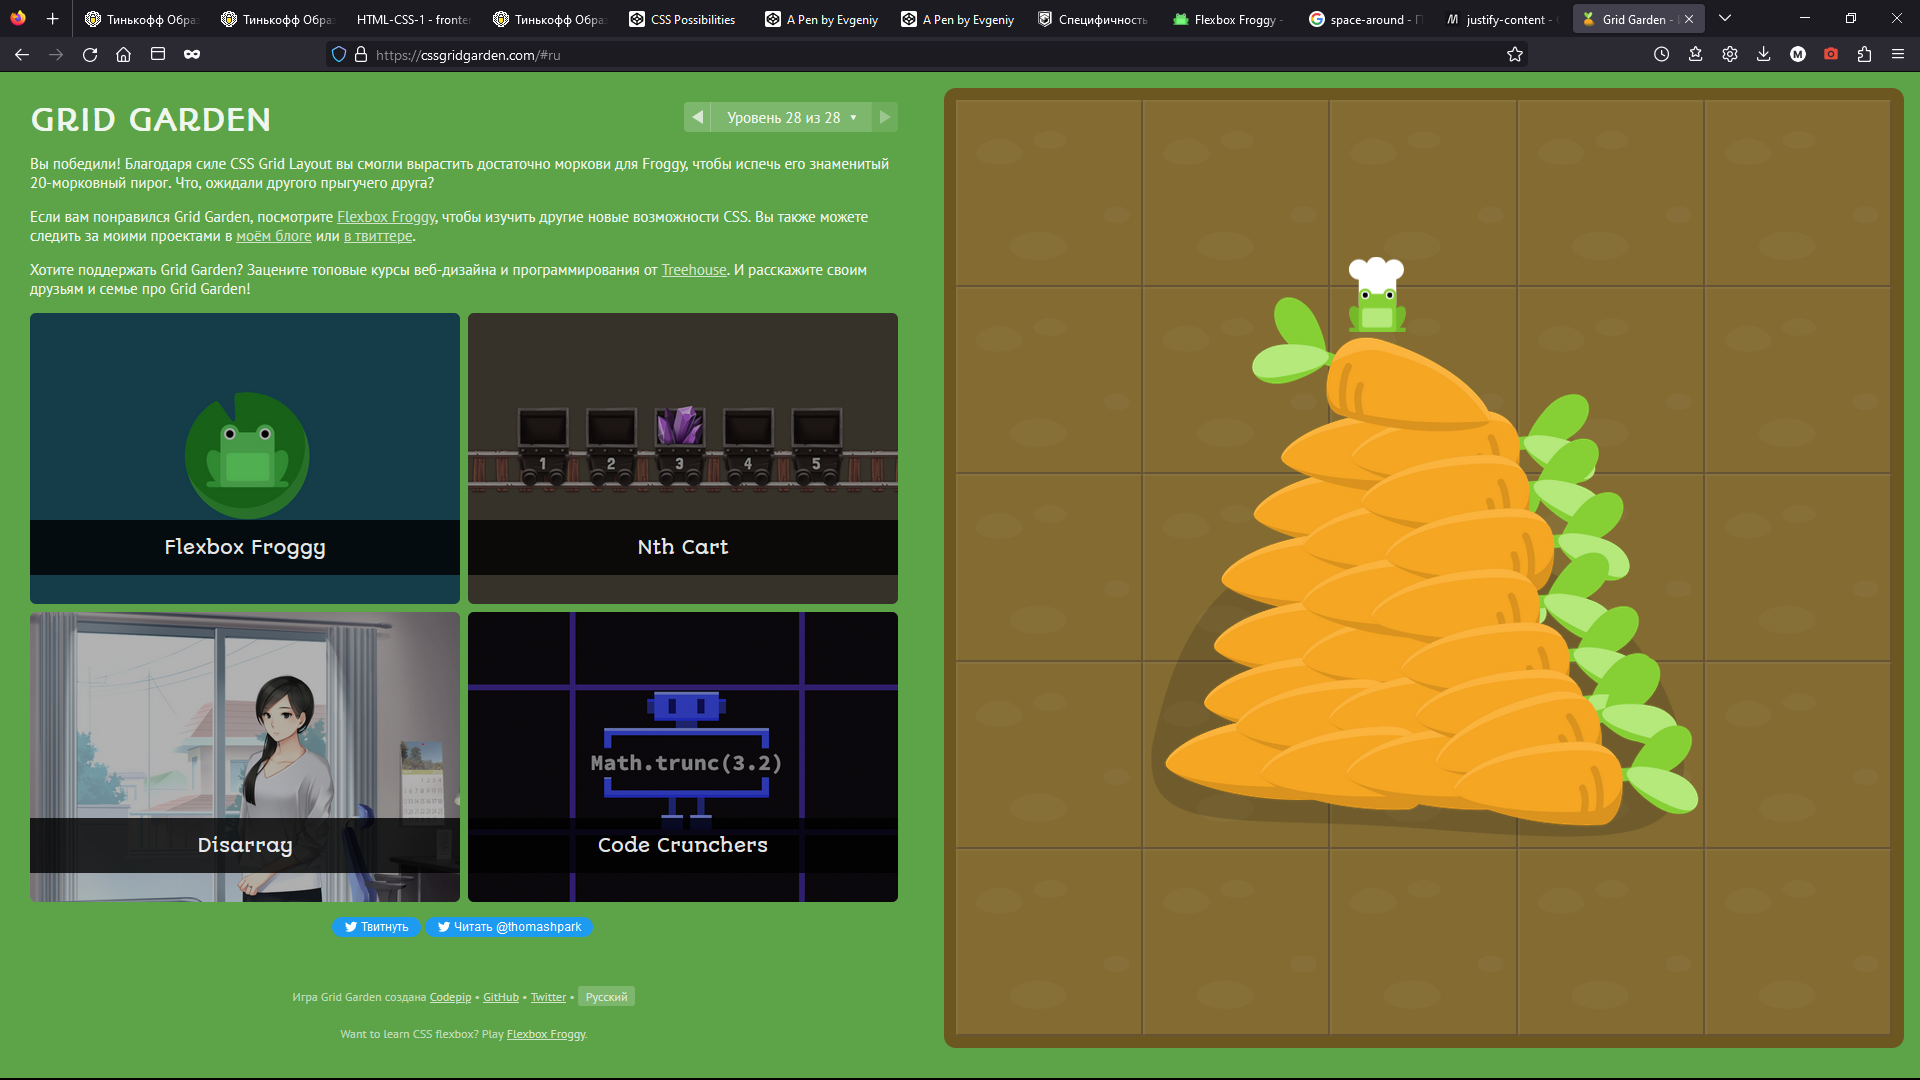 Тинькофф Образ
Тинькофф Образ
HTML-CSS-1 - fronten
Тинькофф Образ
CSS Possibilities
A Pen by Evgeniy
A Pen by Evgeniy
Специфичность
Flexbox Froggy -
space-around - П
justify-content -
Grid Garden -
https://cssgridgarden.com/#ru
GRID GARDEN
Уровень 28 из 28
Вы победили! Благодаря силе CSS Grid Layout вы смогли вырастить достаточно моркови для Froggy, чтобы испечь его знаменитый
20-морковный пирог. Что, ожидали другого прыгучего друга?
Если вам понравился Grid Garden, посмотрите Flexbox Froggy, чтобы изучить другие новые возможности CSS. Вы также можете
следить за моими проектами в моём блоге или в твиттере.
Хотите поддержать Grid Garden? Зацените топовые курсы веб-дизайна и программирования от Treehouse. И расскажите своим
друзьям и семье про Grid Garden!
1 2 3 4 5
Flexbox Froggy
Nth Cart
Math.trunc(3.2)
Disarray
Code Crunchers
Твитнуть
Читать @thomashpark
Игра Grid Garden создана Codepip • GitHub • Twitter • Русский
Want to learn CSS flexbox? Play Flexbox Froggy.